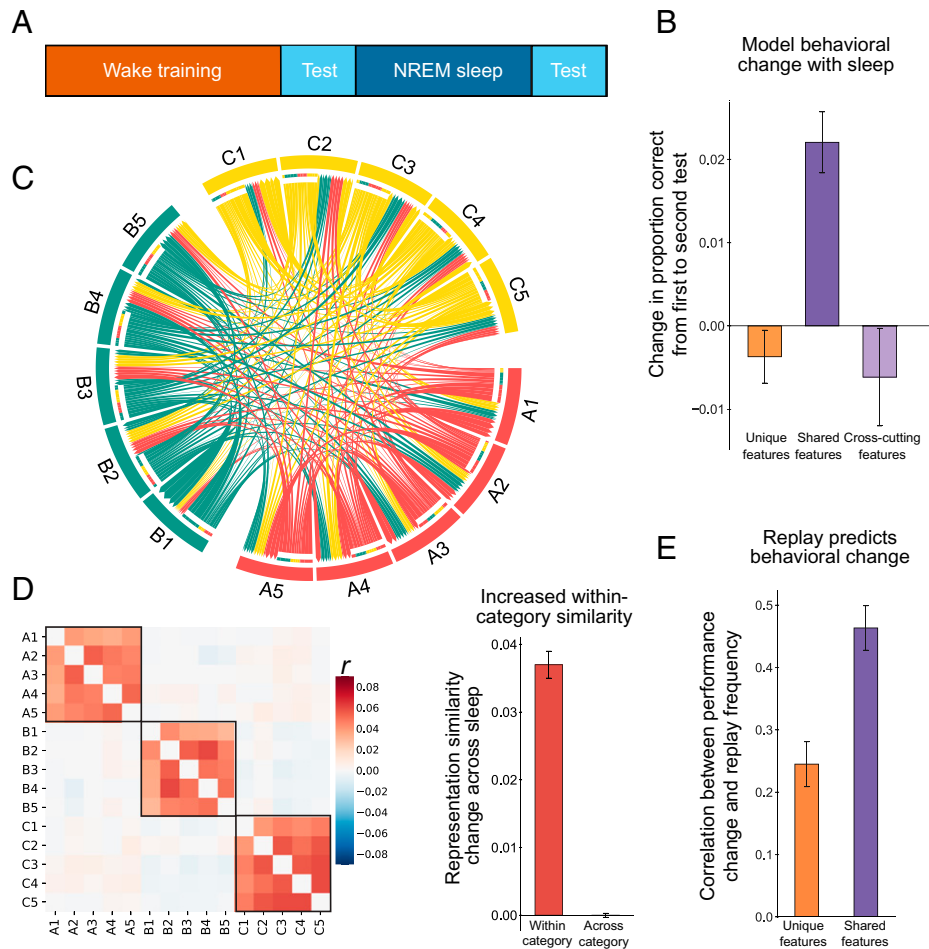 A
Wake training
Test
NREM sleep
Test
B
Model behavioral
change with sleep
Change in proportion correct
from first to second test
0.02
0.01
0.00
−0.01
Unique
features
Shared
features
Cross-cutting
features
C
C1
C2
C3
C4
C5
A1
A2
A3
A4
A5
B1
B2
B3
B4
B5
D
A1
A2
A3
A4
A5
B1
B2
B3
B4
B5
C1
C2
C3
C4
C5
A1 A2 A3 A4 A5 B1 B2 B3 B4 B5 C1 C2 C3 C4 C5
r
0.08
0.06
0.04
0.02
0.00
−0.02
−0.04
−0.06
−0.08
Increased within-
category similarity
Representation similarity
change across sleep
0.04
0.03
0.02
0.01
0.00
Within
category
Across
category
E
Replay predicts
behavioral change
Correlation between performance
change and replay frequency
0.5
0.4
0.3
0.2
0.1
0.0
Unique
features
Shared
features